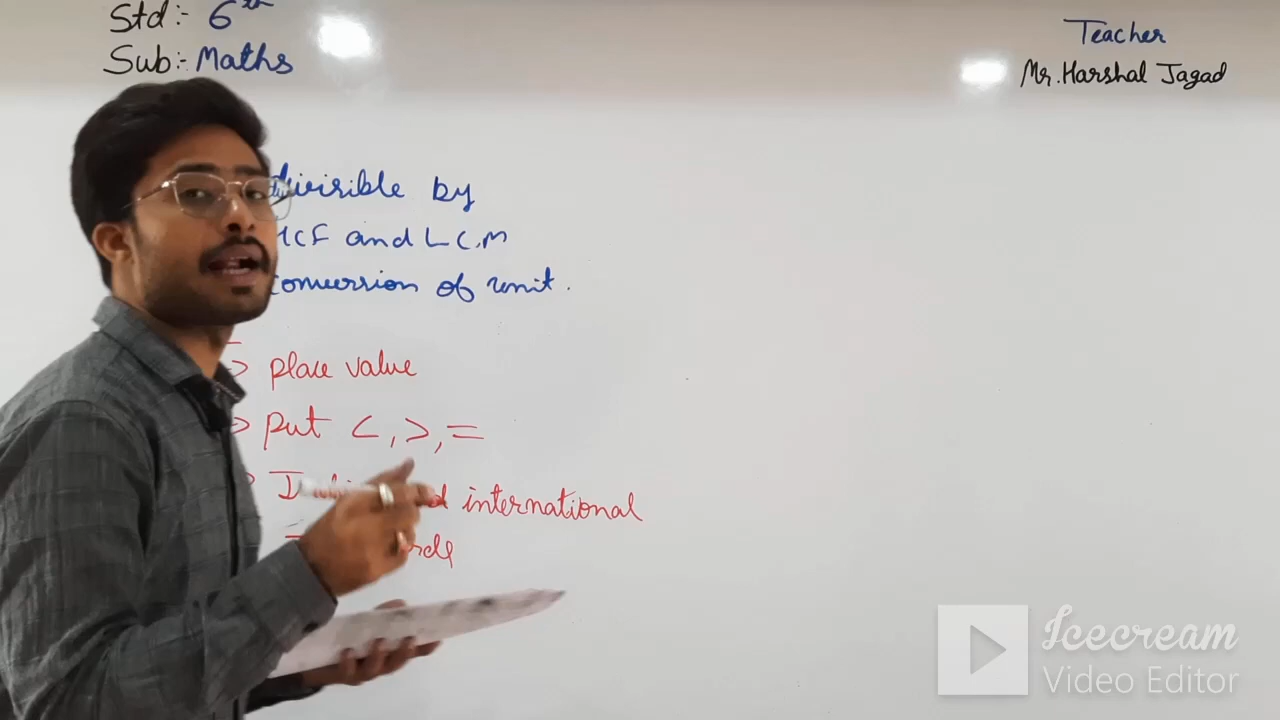 Std:- 6th
Sub:- Maths
Teacher
Mr. Harshal Jagad
divisible by
HCF and L C.M
conversion of unit.
> place value
> put <, >, =
international
Icecream
Video Editor